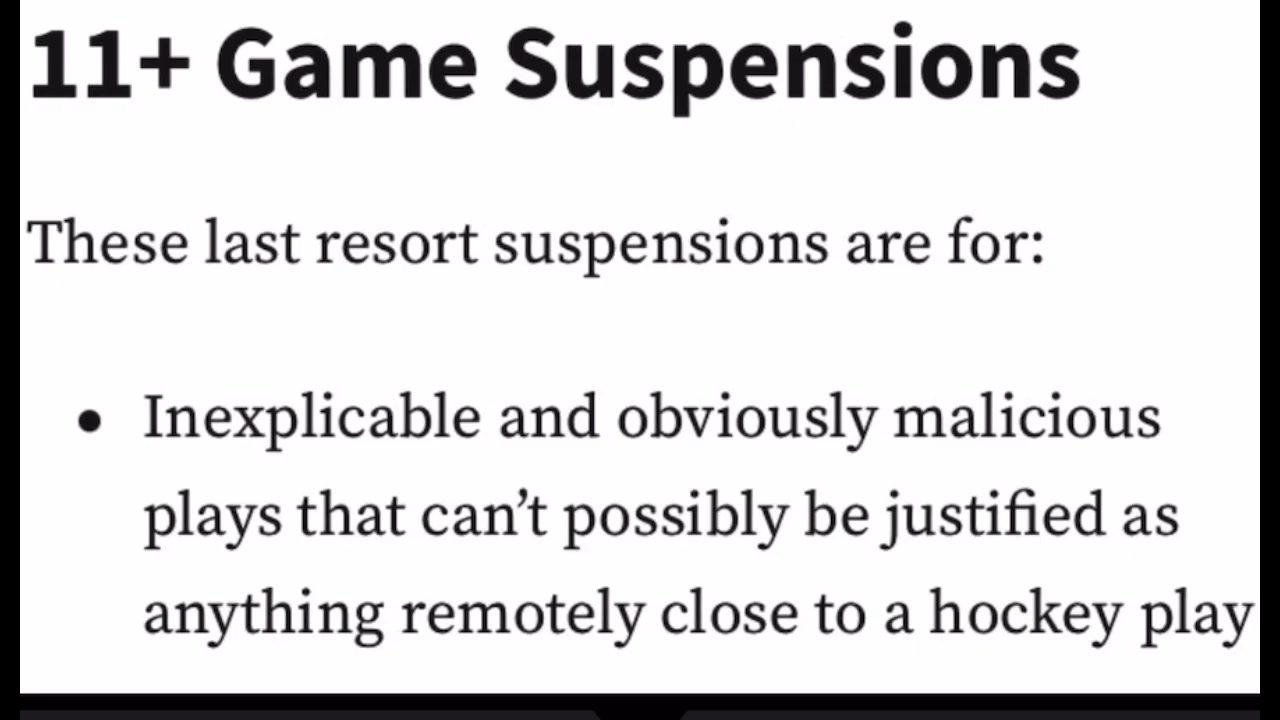 11+ Game Suspensions
These last resort suspensions are for:
• Inexplicable and obviously malicious
plays that can’t possibly be justified as
anything remotely close to a hockey play